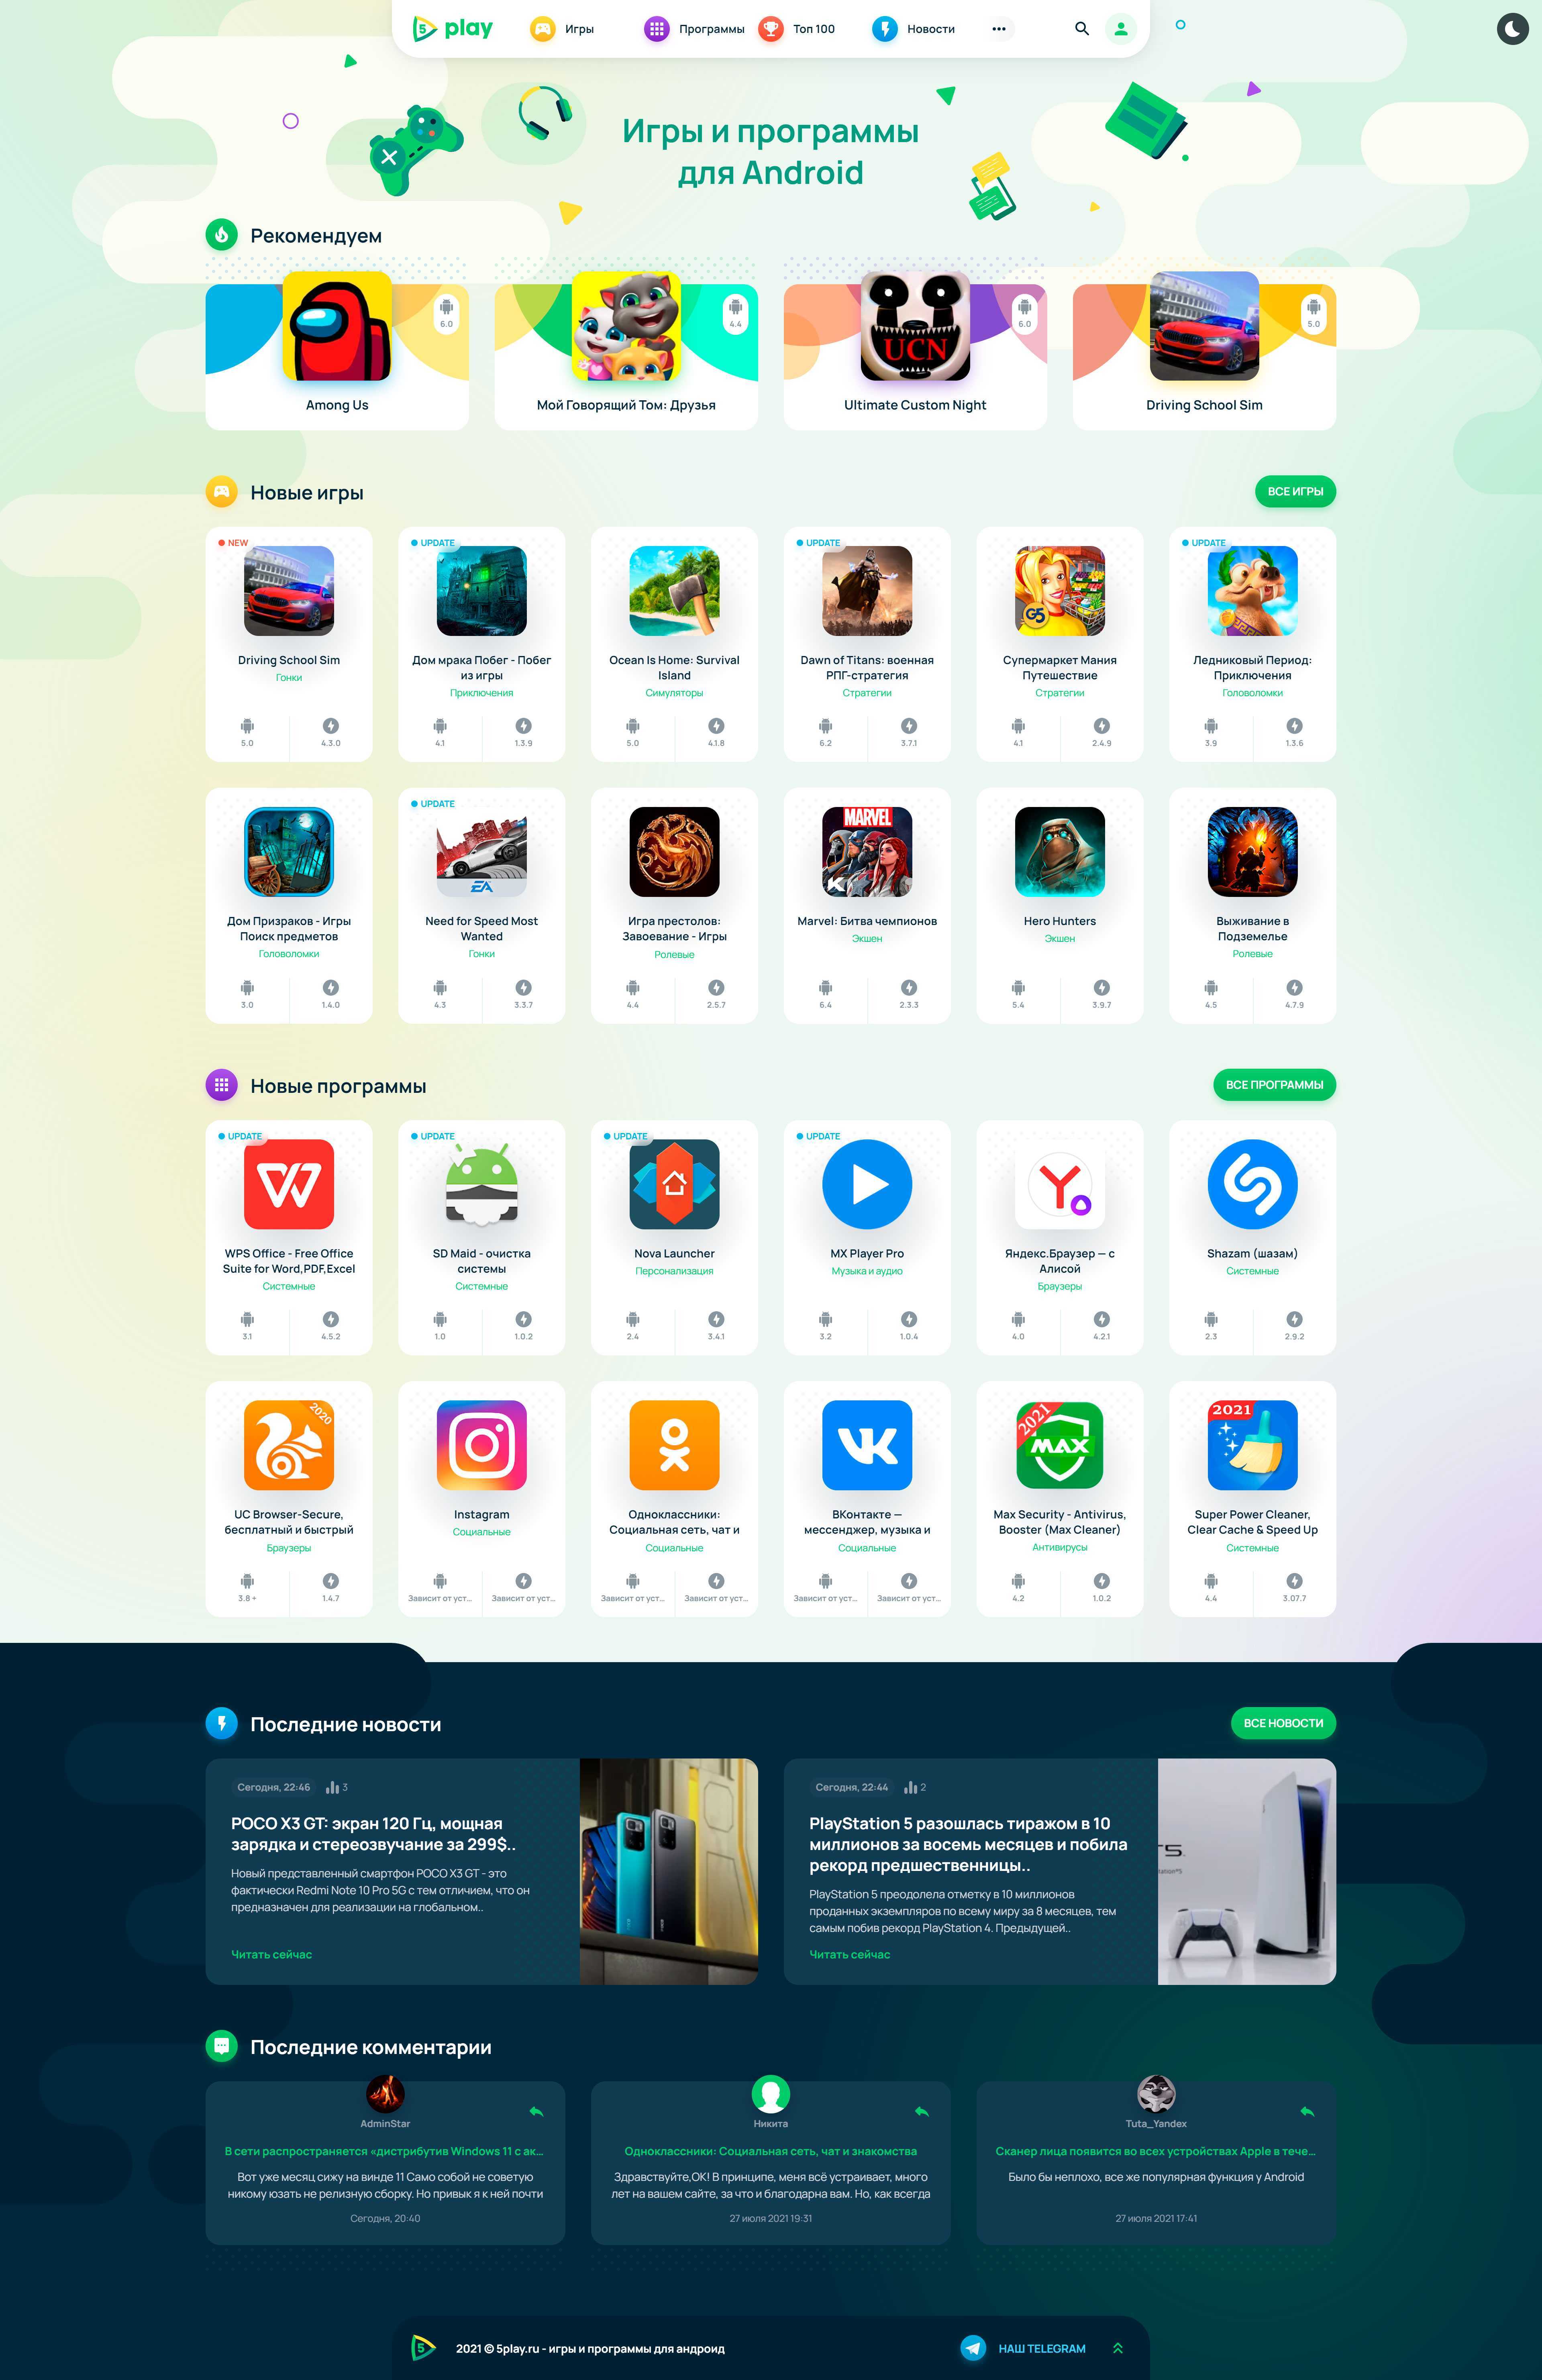 5 play
Игры
Программы
Топ 100
Новости
Игры и программы
для Android
Рекомендуем
6.0
4.4
6.0
5.0
UCN
Among Us
Мой Говорящий Том: Друзья
Ultimate Custom Night
Driving School Sim
Новые игры
ВСЕ ИГРЫ
NEW
Driving School Sim
Гонки
5.0
4.3.0
UPDATE
Дом мрака Побег - Побег
из игры
Приключения
4.1
1.3.9
Ocean Is Home: Survival
Island
Симуляторы
5.0
4.1.8
UPDATE
Dawn of Titans: военная
РПГ-стратегия
Стратегии
6.2
3.7.1
G5
Супермаркет Мания
Путешествие
Стратегии
4.1
2.4.9
UPDATE
Ледниковый Период:
Приключения
Головоломки
3.9
1.3.6
Дом Призраков - Игры
Поиск предметов
Головоломки
3.0
1.4.0
UPDATE
EA
Need for Speed Most
Wanted
Гонки
4.3
3.3.7
Игра престолов:
Завоевание - Игры
Ролевые
4.4
2.5.7
MARVEL
Marvel: Битва чемпионов
Экшен
6.4
2.3.3
Hero Hunters
Экшен
5.4
3.9.7
Выживание в
Подземелье
Ролевые
4.5
4.7.9
Новые программы
ВСЕ ПРОГРАММЫ
UPDATE
WPS Office - Free Office
Suite for Word,PDF,Excel
Системные
3.1
4.5.2
UPDATE
SD Maid - очистка
системы
Системные
1.0
1.0.2
UPDATE
Nova Launcher
Персонализация
2.4
3.4.1
UPDATE
MX Player Pro
Музыка и аудио
3.2
1.0.4
Яндекс.Браузер — с
Алисой
Браузеры
4.0
4.2.1
Shazam (шазам)
Системные
2.3
2.9.2
2020
UC Browser-Secure,
бесплатный и быстрый
Браузеры
3.8 +
1.4.7
Instagram
Социальные
Зависит от уст...
Зависит от уст...
Одноклассники:
Социальная сеть, чат и
Социальные
Зависит от уст...
Зависит от уст...
ВКонтакте —
мессенджер, музыка и
Социальные
Зависит от уст...
Зависит от уст...
2021
MAX
Max Security - Antivirus,
Booster (Max Cleaner)
Антивирусы
4.2
1.0.2
2021
Super Power Cleaner,
Clear Cache & Speed Up
Системные
4.4
3.07.7
Последние новости
ВСЕ НОВОСТИ
Сегодня, 22:46
3
POCO X3 GT: экран 120 Гц, мощная
зарядка и стереозвучание за 299$..
Новый представленный смартфон POCO X3 GT - это
фактически Redmi Note 10 Pro 5G с тем отличием, что он
предназначен для реализации на глобальном..
Читать сейчас
Сегодня, 22:44
2
PlayStation 5 разошлась тиражом в 10
миллионов за восемь месяцев и побила
рекорд предшественницы..
PlayStation 5 преодолела отметку в 10 миллионов
проданных экземпляров по всему миру за 8 месяцев, тем
самым побив рекорд PlayStation 4. Предыдущей..
Читать сейчас
Последние комментарии
AdminStar
В сети распространяется «дистрибутив Windows 11 с ак...
Вот уже месяц сижу на винде 11 Само собой не советую
никому юзать не релизную сборку. Но привык я к ней почти
Сегодня, 20:40
Никита
Одноклассники: Социальная сеть, чат и знакомства
Здравствуйте,ОК! В принципе, меня всё устраивает, много
лет на вашем сайте, за что и благодарна вам. Но, как всегда
27 июля 2021 19:31
Tuta_Yandex
Сканер лица появится во всех устройствах Apple в тече...
Было бы неплохо, все же популярная функция у Android
27 июля 2021 17:41
5
2021 © 5play.ru - игры и программы для андроид
НАШ TELEGRAM